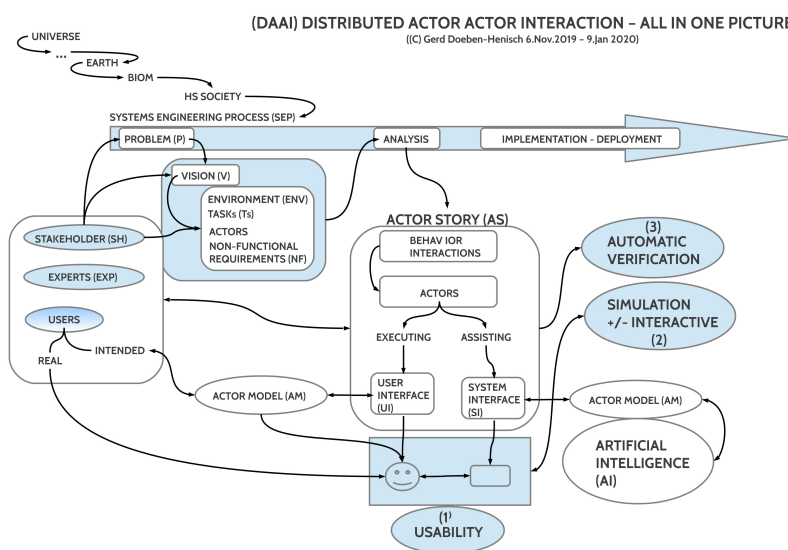 (DAAI) DISTRIBUTED ACTOR ACTOR INTERACTION – ALL IN ONE PICTURE
((C) Gerd Doeben-Henisch 6.Nov.2019 – 9.Jan 2020)
UNIVERSE
...
EARTH
BIOM
HS SOCIETY
SYSTEMS ENGINEERING PROCESS (SEP)
PROBLEM (P)
ANALYSIS
IMPLEMENTATION - DEPLOYMENT
VISION (V)
ENVIRONMENT (ENV)
TASKs (Ts)
ACTORS
NON-FUNCTIONAL
REQUIREMENTS (NF)
STAKEHOLDER (SH)
EXPERTS (EXP)
USERS
REAL
INTENDED
ACTOR STORY (AS)
BEHAV IOR
INTERACTIONS
ACTORS
EXECUTING
ASSISTING
USER
INTERFACE
(UI)
SYSTEM
INTERFACE
(SI)
ACTOR MODEL (AM)
(3)
AUTOMATIC
VERIFICATION
SIMULATION
+/- INTERACTIVE
(2)
ACTOR MODEL (AM)
ARTIFICIAL
INTELLIGENCE
(AI)
(1)
USABILITY